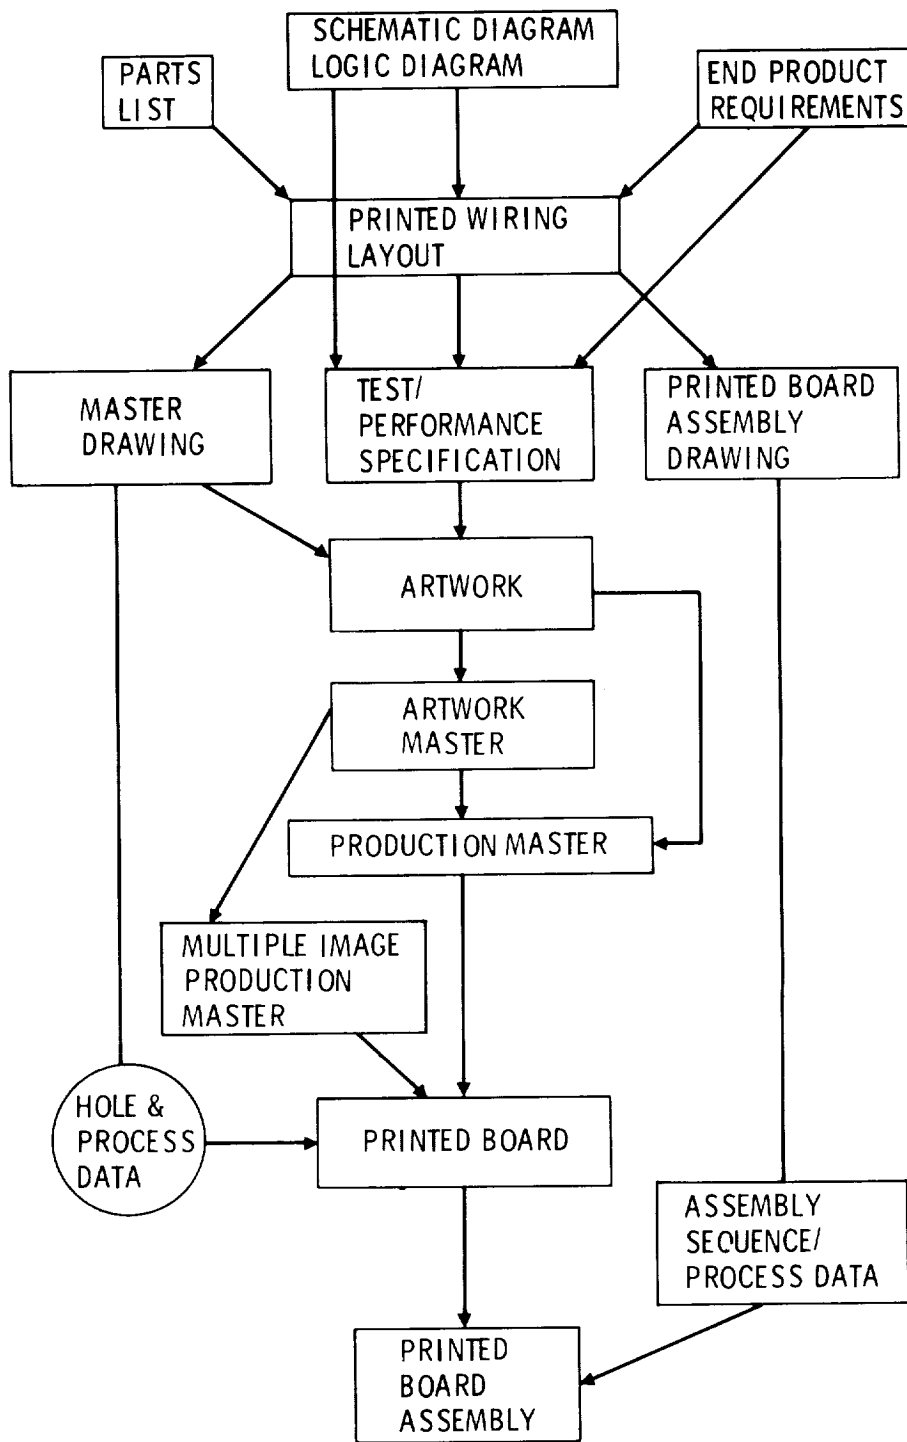 SCHEMATIC DIAGRAM
LOGIC DIAGRAM
PARTS
LIST
END PRODUCT
REQUIREMENTS
PRINTED WIRING
LAYOUT
MASTER
DRAWING
TEST/
PERFORMANCE
SPECIFICATION
PRINTED BOARD
ASSEMBLY
DRAWING
ARTWORK
ARTWORK
MASTER
PRODUCTION MASTER
MULTIPLE IMAGE
PRODUCTION
MASTER
HOLE &
PROCESS
DATA
PRINTED BOARD
ASSEMBLY
SEQUENCE/
PROCESS DATA
PRINTED
BOARD
ASSEMBLY